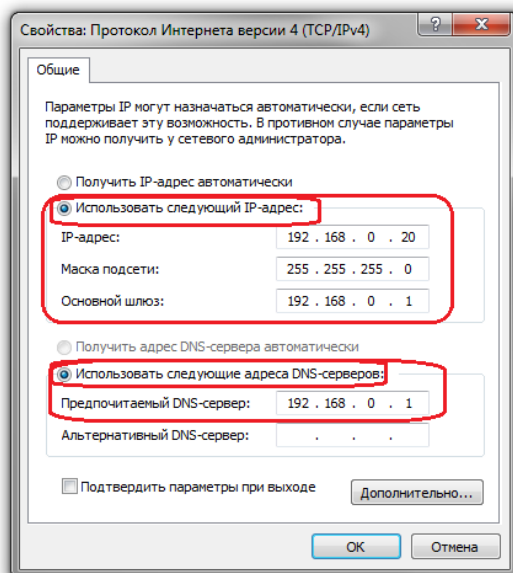 Свойства: Протокол Интернета версии 4 (TCP/IPv4)
Общие
Параметры IP могут назначаться автоматически, если сеть
поддерживает эту возможность. В противном случае параметры
IP можно получить у сетевого администратора.
Получить IP-адрес автоматически
Использовать следующий IP-адрес:
IP-адрес: 192 . 168 . 0 . 20
Маска подсети: 255 . 255 . 255 . 0
Основной шлюз: 192 . 168 . 0 . 1
Получить адрес DNS-сервера автоматически
Использовать следующие адреса DNS-серверов:
Предпочитаемый DNS-сервер: 192 . 168 . 0 . 1
Альтернативный DNS-сервер: . . .
Подтвердить параметры при выходе
Дополнительно...
OK Отмена